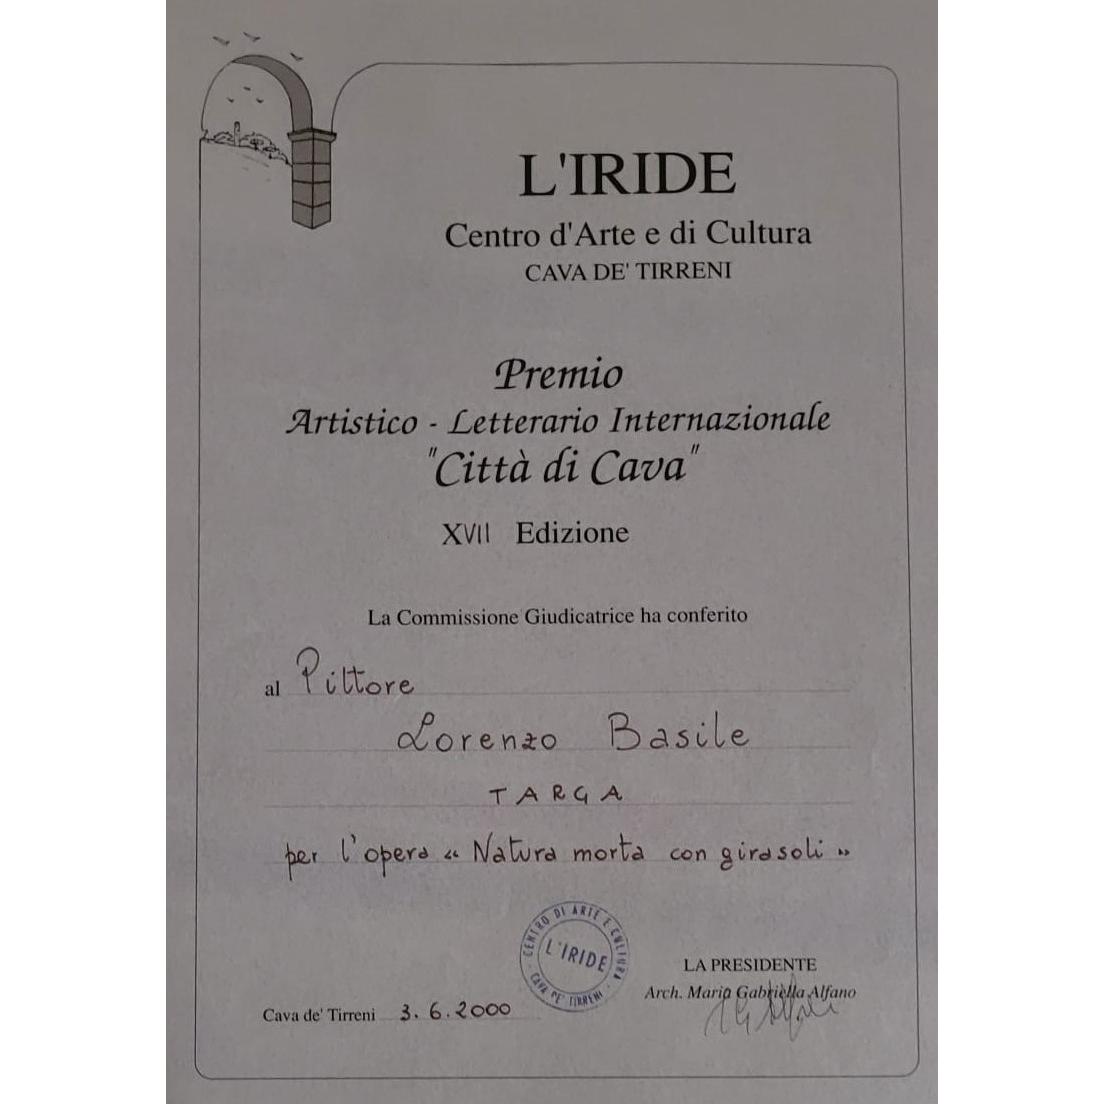 L'IRIDE
Centro d'Arte e di Cultura
CAVA DE' TIRRENI
Premio
Artistico - Letterario Internazionale
"Città di Cava"
XVII Edizione
La Commissione Giudicatrice ha conferito
al Pittore
Lorenzo Basile
TARGA
per l'opera « Natura morta con girasoli »
CENTRO DI ARTE E CULTURA
L'IRIDE
CAVA DE' TIRRENI
LA PRESIDENTE
Arch. Maria Gabriella Alfano
Cava de' Tirreni 3.6.2000